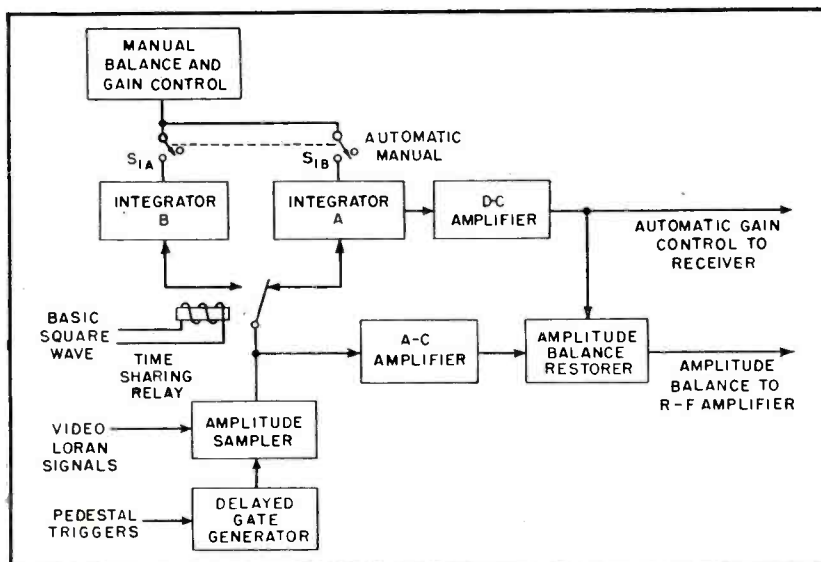 MANUAL
BALANCE AND
GAIN CONTROL
AUTOMATIC
MANUAL
S1A
S1B
INTEGRATOR
B
INTEGRATOR
A
D-C
AMPLIFIER
AUTOMATIC GAIN
CONTROL TO
RECEIVER
BASIC
SQUARE
WAVE
TIME
SHARING
RELAY
A-C
AMPLIFIER
AMPLITUDE
BALANCE
RESTORER
AMPLITUDE
BALANCE TO
R-F AMPLIFIER
VIDEO
LORAN
SIGNALS
AMPLITUDE
SAMPLER
PEDESTAL
TRIGGERS
DELAYED
GATE
GENERATOR